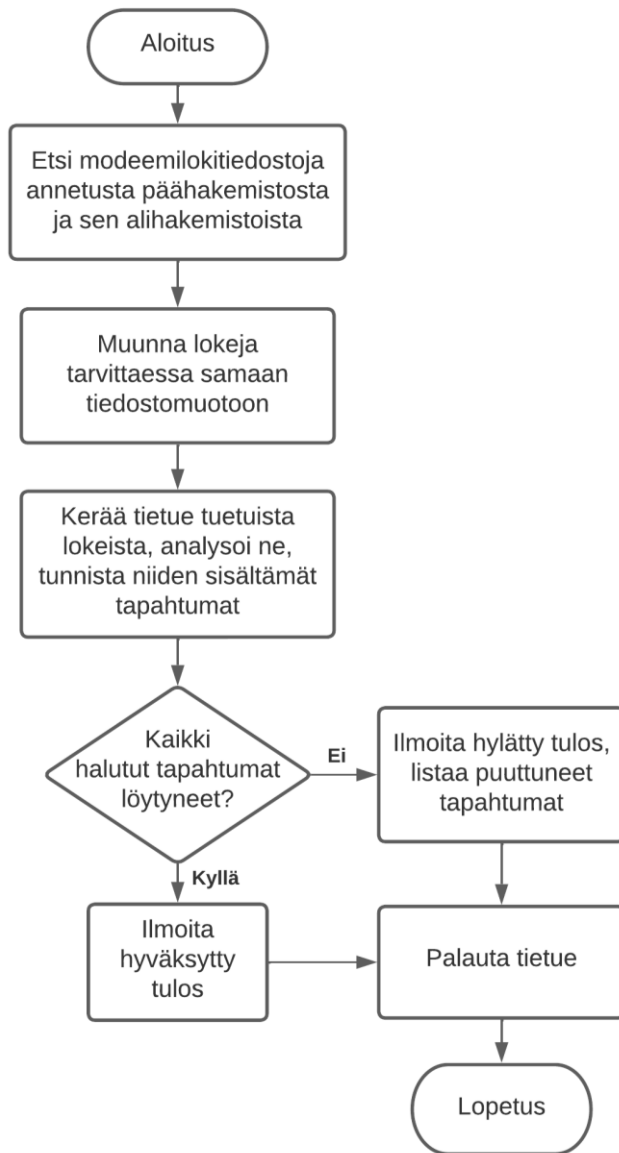 Aloitus
Etsi modeemilokitiedostoja
annetusta päähakemistosta
ja sen alihakemistoista
Muunna lokeja
tarvittaessa samaan
tiedostomuotoon
Kerää tietue tuetuista
lokeista, analysoi ne,
tunnista niiden sisältämät
tapahtumat
Kaikki
halutut tapahtumat
löytyneet?
Ei
Ilmoita hylätty tulos,
listaa puuttuneet
tapahtumat
Kyllä
Ilmoita
hyväksytty
tulos
Palauta tietue
Lopetus